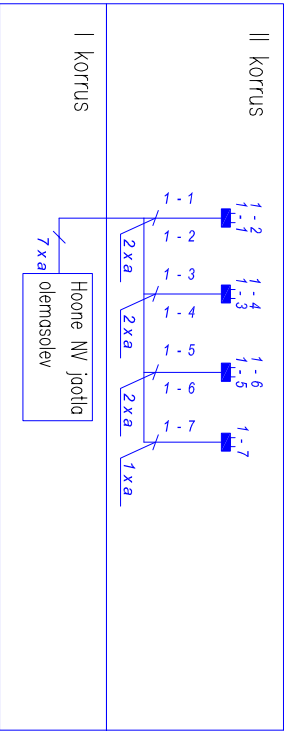 II korrus
1 - 2
1 - 1
1 - 4
1 - 3
1 - 6
1 - 5
1 - 7
1 - 1
1 - 2
1 - 3
1 - 4
1 - 5
1 - 6
1 - 7
2 x a
2 x a
2 x a
1 x a
I korrus
7 x a
Hoone NV jaotla
olemasolev